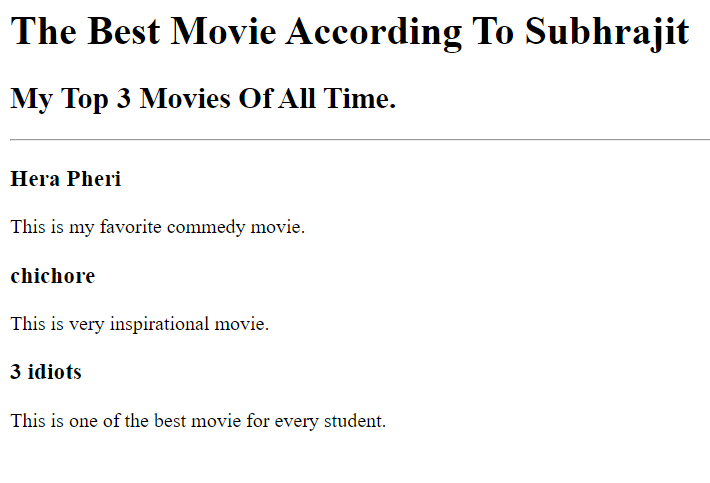 The Best Movie According To Subhrajit
My Top 3 Movies Of All Time.
Hera Pheri
This is my favorite commedy movie.
chichore
This is very inspirational movie.
3 idiots
This is one of the best movie for every student.